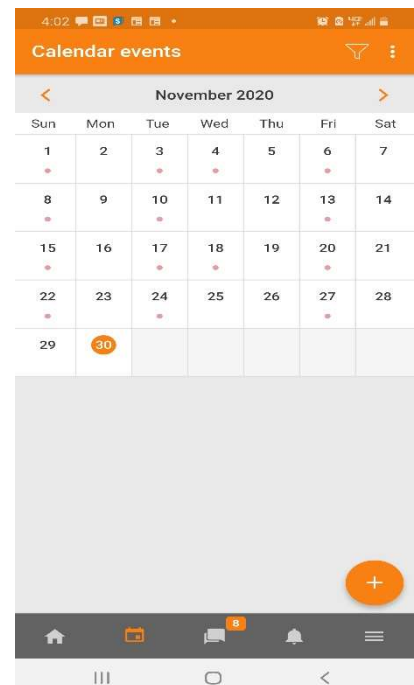 4:02
Calendar events
November 2020
Sun Mon Tue Wed Thu Fri Sat
1 2 3 4 5 6 7
8 9 10 11 12 13 14
15 16 17 18 19 20 21
22 23 24 25 26 27 28
29 30
8